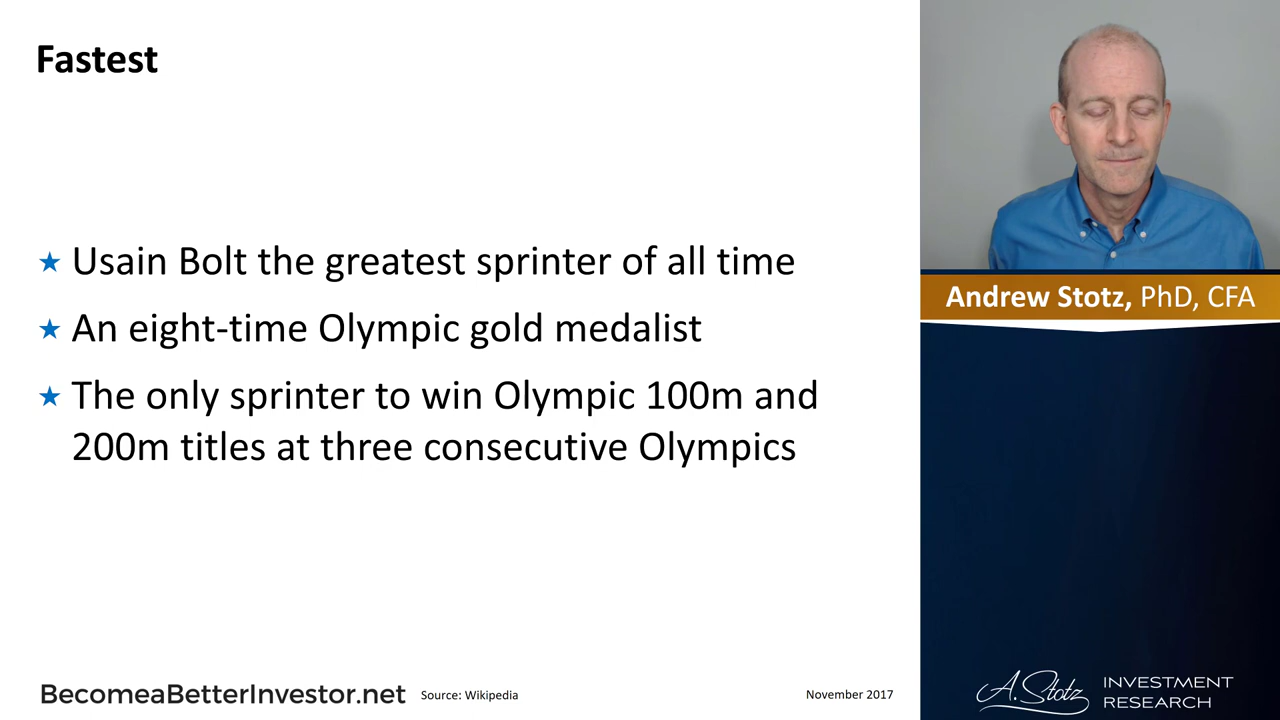 Fastest
★ Usain Bolt the greatest sprinter of all time
★ An eight-time Olympic gold medalist
★ The only sprinter to win Olympic 100m and
200m titles at three consecutive Olympics
BecomeaBetterInvestor.net
Source: Wikipedia
November 2017
Andrew Stotz, PhD, CFA
A. Stotz
INVESTMENT
RESEARCH